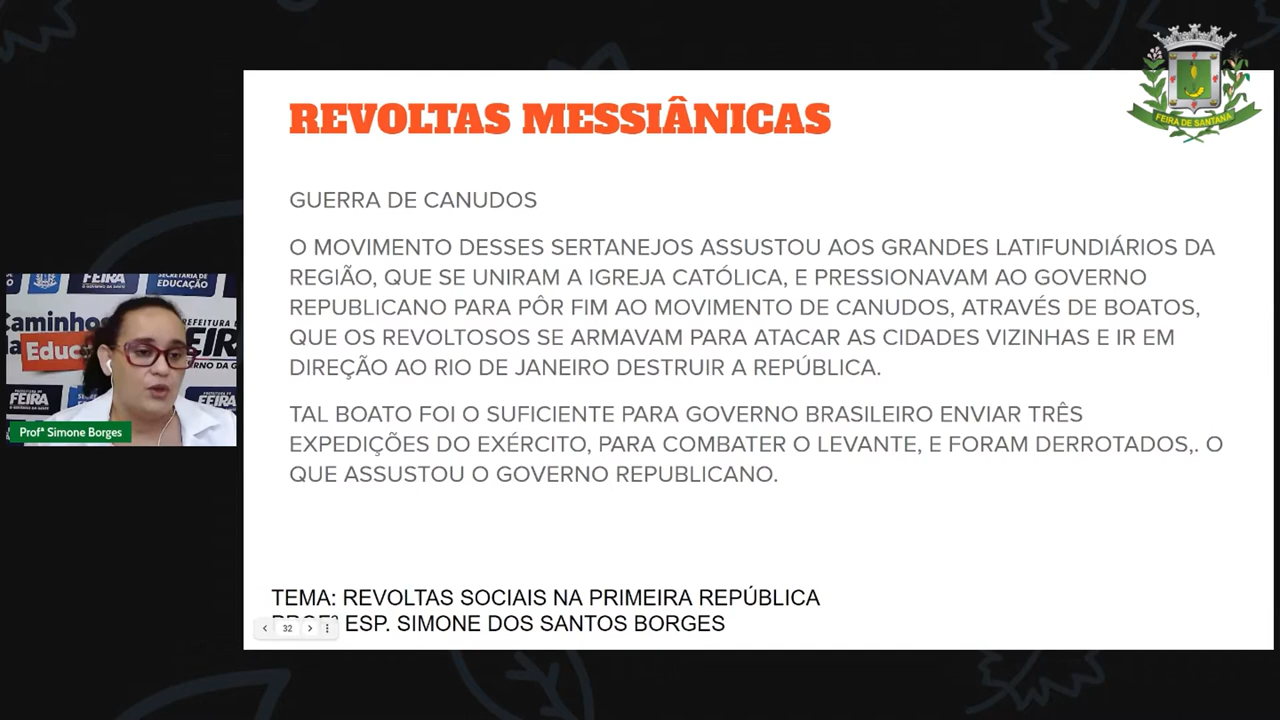 REVOLTAS MESSIÂNICAS
FEIRA DE SANTANA
GUERRA DE CANUDOS
O MOVIMENTO DESSES SERTANEJOS ASSUSTOU AOS GRANDES LATIFUNDIÁRIOS DA
REGIÃO, QUE SE UNIRAM A IGREJA CATÓLICA, E PRESSIONAVAM AO GOVERNO
REPUBLICANO PARA PÔR FIM AO MOVIMENTO DE CANUDOS, ATRAVÉS DE BOATOS,
QUE OS REVOLTOSOS SE ARMAVAM PARA ATACAR AS CIDADES VIZINHAS E IR EM
DIREÇÃO AO RIO DE JANEIRO DESTRUIR A REPÚBLICA.
TAL BOATO FOI O SUFICIENTE PARA GOVERNO BRASILEIRO ENVIAR TRÊS
EXPEDIÇÕES DO EXÉRCITO, PARA COMBATER O LEVANTE, E FORAM DERROTADOS,. O
QUE ASSUSTOU O GOVERNO REPUBLICANO.
TEMA: REVOLTAS SOCIAIS NA PRIMEIRA REPÚBLICA
ESP. SIMONE DOS SANTOS BORGES
32
FEIRA
SECRETARIA DE
EDUCAÇÃO
Caminhos
Educ
PREFEITURA
FEIRA
Profª Simone Borges